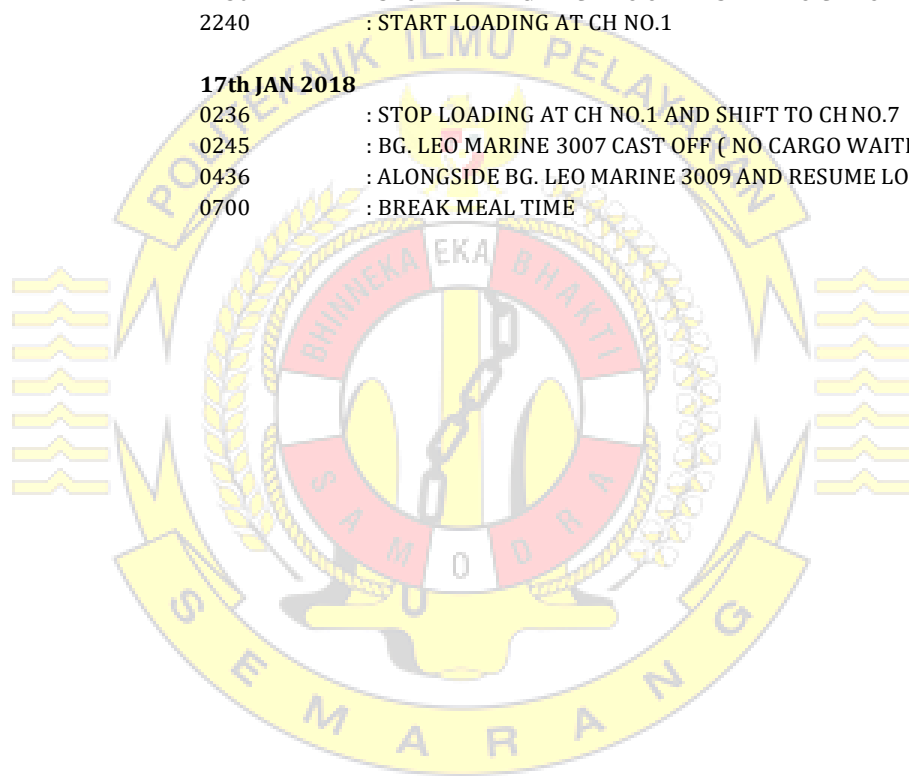 2240 : START LOADING AT CH NO.1
17th JAN 2018
0236 : STOP LOADING AT CH NO.1 AND SHIFT TO CH NO.7
0245 : BG. LEO MARINE 3007 CAST OFF ( NO CARGO
0436 : ALONGSIDE BG. LEO MARINE 3009 AND RESUME
0700 : BREAK MEAL TIME
POLITEKNIK ILMU PELAYARAN
BHINNEKA EKA BHAKTI
SAMODRA
SEMARANG